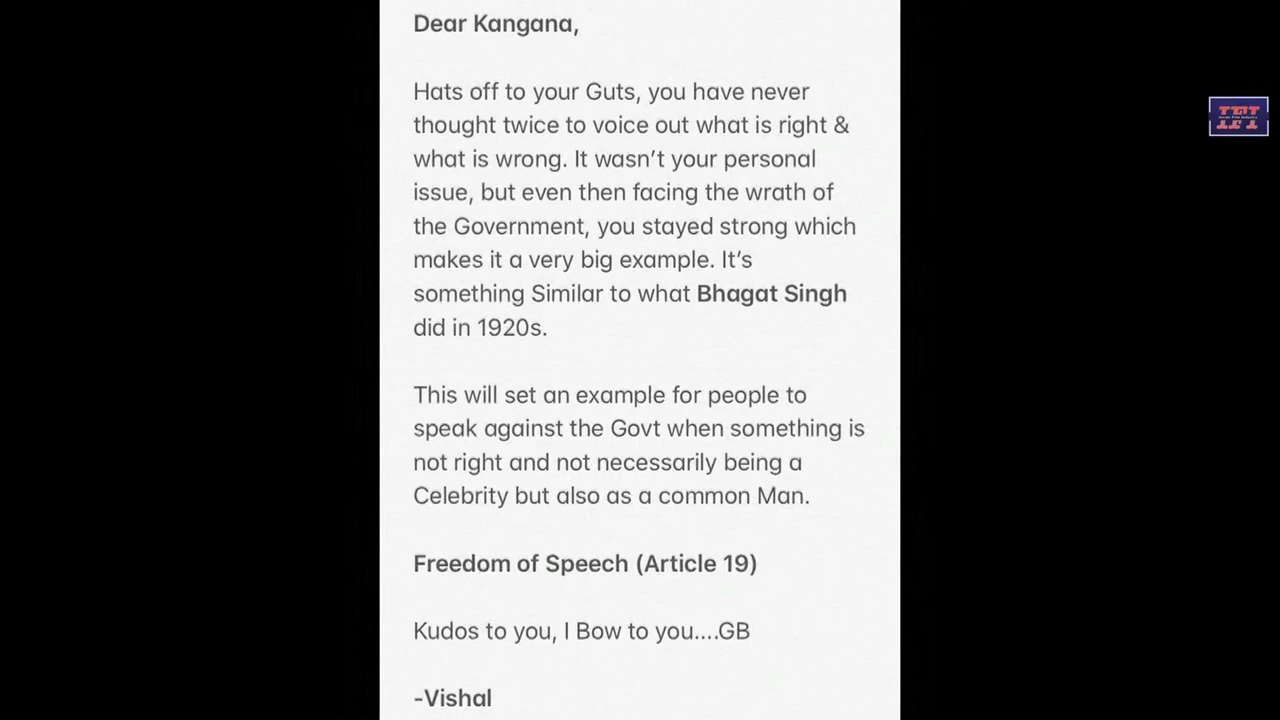 Dear Kangana,
Hats off to your Guts, you have never
thought twice to voice out what is right &
what is wrong. It wasn't your personal
issue, but even then facing the wrath of
the Government, you stayed strong which
makes it a very big example. It's
something Similar to what Bhagat Singh
did in 1920s.
This will set an example for people to
speak against the Govt when something is
not right and not necessarily being a
Celebrity but also as a common Man.
Freedom of Speech (Article 19)
Kudos to you, I Bow to you....GB
-Vishal